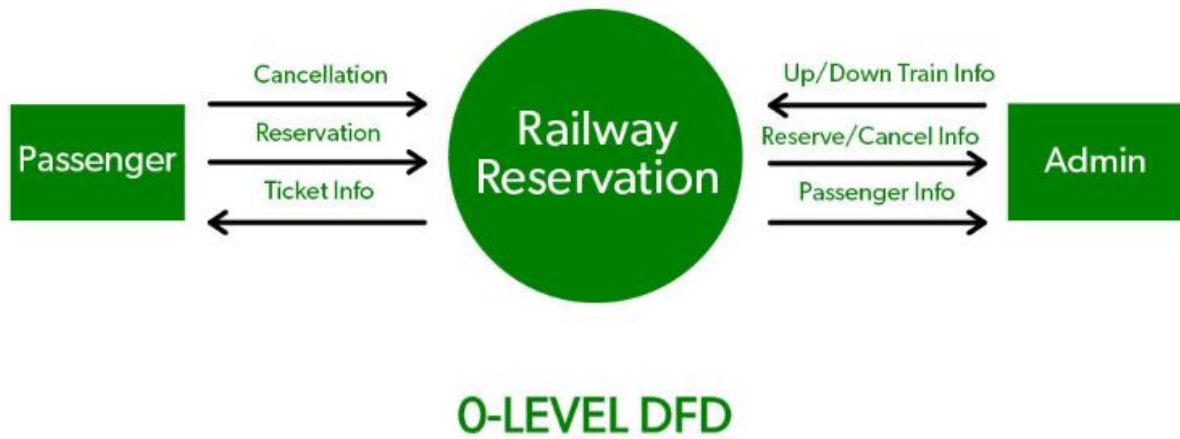 Cancellation
Up/Down Train Info
Passenger
Reservation
Railway
Reservation
Reserve/Cancel Info
Admin
Ticket Info
Passenger Info
0-LEVEL DFD